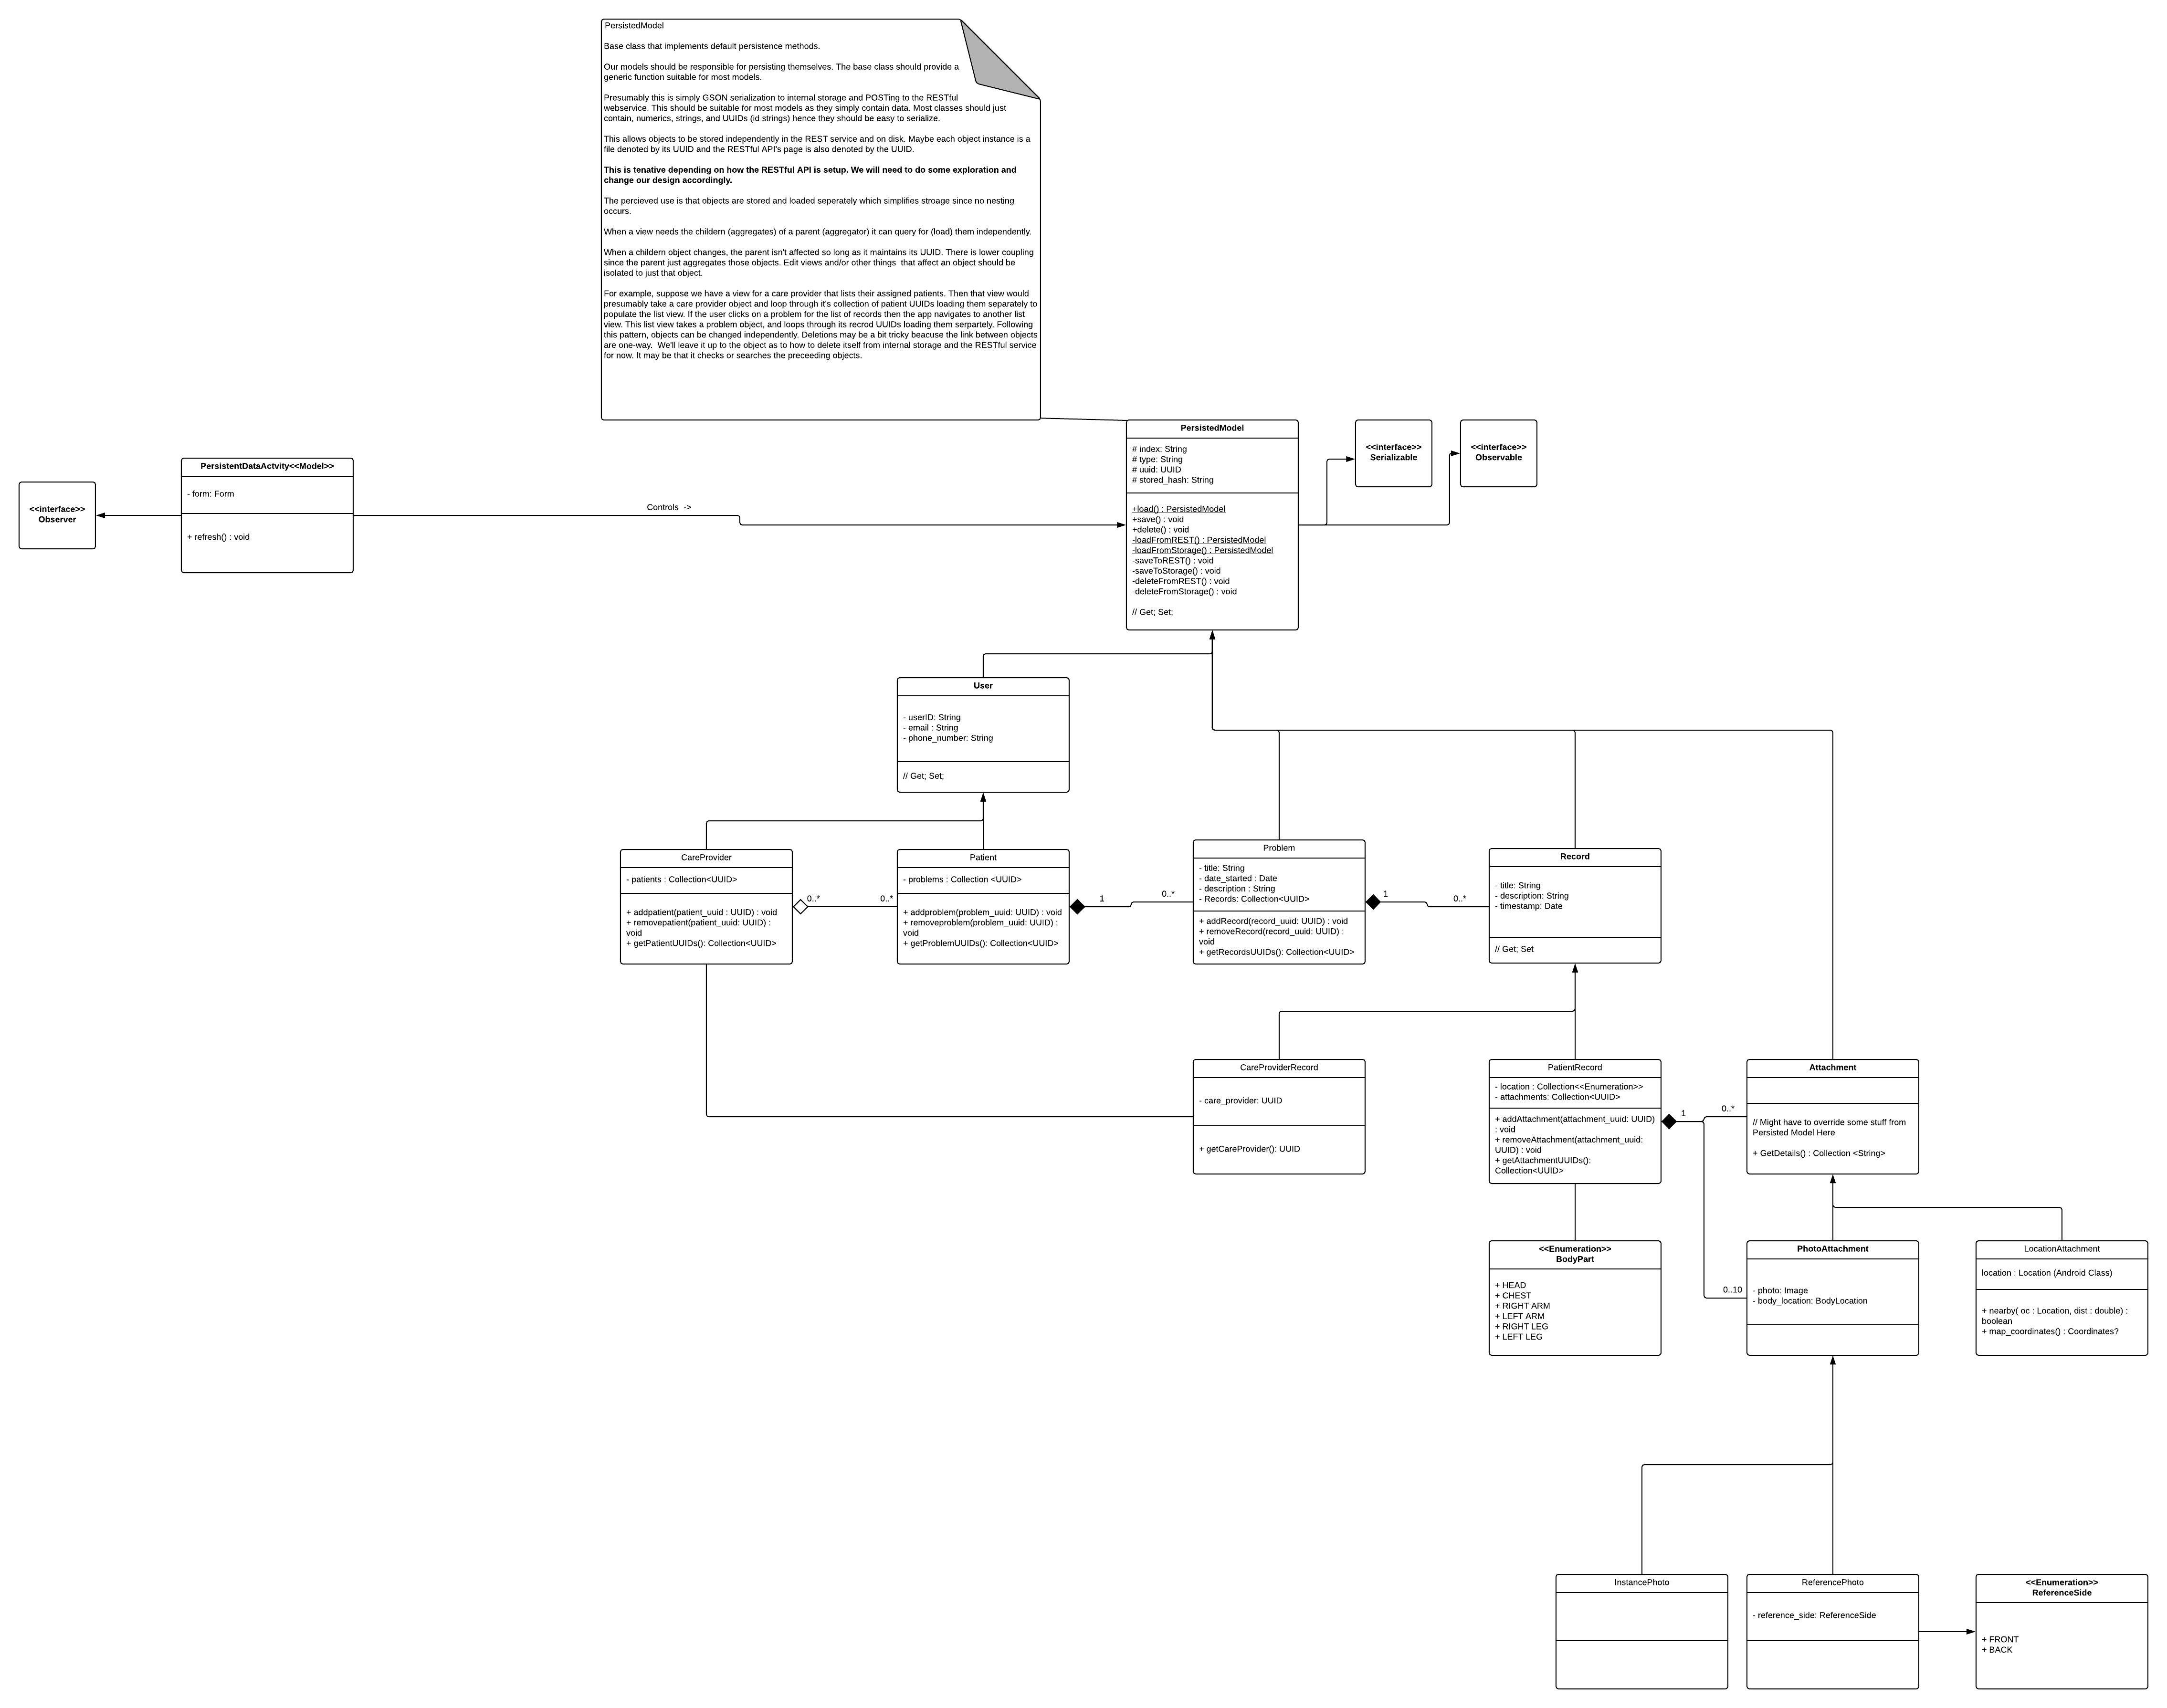 PersistedModel
Base class that implements default persistence methods.
Our models should be responsible for persisting themselves. The base class should provide a
generic function suitable for most models.
Presumably this is simply GSON serialization to internal storage and POSTing to the RESTful
webservice. This should be suitable for most models as they simply contain data. Most classes should just
contain, numerics, strings, and UUIDs (id strings) hence they should be easy to serialize.
This allows objects to be stored independently in the REST service and on disk. Maybe each object instance is a
file denoted by its UUID and the RESTful API's page is also denoted by the UUID.
This is tenative depending on how the RESTful API is setup. We will need to do some exploration and
change our design accordingly.
The percieved use is that objects are stored and loaded seperately which simplifies stroage since no nesting
occurs.
When a view needs the childern (aggregates) of a parent (aggregator) it can query for (load) them independently.
When a childern object changes, the parent isn't affected so long as it maintains its UUID. There is lower coupling
since the parent just aggregates those objects. Edit views and/or other things  that affect an object should be
isolated to just that object.
For example, suppose we have a view for a care provider that lists their assigned patients. Then that view would
presumably take a care provider object and loop through it's collection of patient UUIDs loading them separately to
populate the list view. If the user clicks on a problem for the list of records then the app navigates to another list
view. This list view takes a problem object, and loops through its recrod UUIDs loading them serpartely. Following
this pattern, objects can be changed independently. Deletions may be a bit tricky beacuse the link between objects
are one-way.  We'll leave it up to the object as to how to delete itself from internal storage and the RESTful service
for now. It may be that it checks or searches the preceeding objects.
<<interface>>
Observer
PersistentDataActvity<<Model>>
- form: Form
+ refresh() : void
Controls  ->
PersistedModel
# index: String
# type: String
# uuid: UUID
# stored_hash: String
+load() : PersistedModel
+save() : void
+delete() : void
-loadFromREST() : PersistedModel
-loadFromStorage() : PersistedModel
-saveToREST() : void
-saveToStorage() : void
-deleteFromREST() : void
-deleteFromStorage() : void
// Get; Set;
<<interface>>
Serializable
<<interface>>
Observable
User
- userID: String
- email : String
- phone_number: String
// Get; Set;
CareProvider
- patients : Collection<UUID>
+ addpatient(patient_uuid : UUID) : void
+ removepatient(patient_uuid: UUID) :
void
+ getPatientUUIDs(): Collection<UUID>
0..*
0..*
Patient
- problems : Collection <UUID>
+ addproblem(problem_uuid: UUID) : void
+ removeproblem(problem_uuid: UUID) :
void
+ getProblemUUIDs(): Collection<UUID>
1
0..*
Problem
- title: String
- date_started : Date
- description : String
- Records: Collection<UUID>
+ addRecord(record_uuid: UUID) : void
+ removeRecord(record_uuid: UUID) :
void
+ getRecordsUUIDs(): Collection<UUID>
1
0..*
Record
- title: String
- description: String
- timestamp: Date
// Get; Set
CareProviderRecord
- care_provider: UUID
+ getCareProvider(): UUID
PatientRecord
- location : Collection<<Enumeration>>
- attachments: Collection<UUID>
+ addAttachment(attachment_uuid: UUID)
: void
+ removeAttachment(attachment_uuid:
UUID) : void
+ getAttachmentUUIDs():
Collection<UUID>
1
0..*
0..10
Attachment
// Might have to override some stuff from
Persisted Model Here
+ GetDetails() : Collection <String>
<<Enumeration>>
BodyPart
+ HEAD
+ CHEST
+ RIGHT ARM
+ LEFT ARM
+ RIGHT LEG
+ LEFT LEG
PhotoAttachment
- photo: Image
- body_location: BodyLocation
LocationAttachment
location : Location (Android Class)
+ nearby( oc : Location, dist : double) :
boolean
+ map_coordinates() : Coordinates?
InstancePhoto
ReferencePhoto
- reference_side: ReferenceSide
<<Enumeration>>
ReferenceSide
+ FRONT
+ BACK